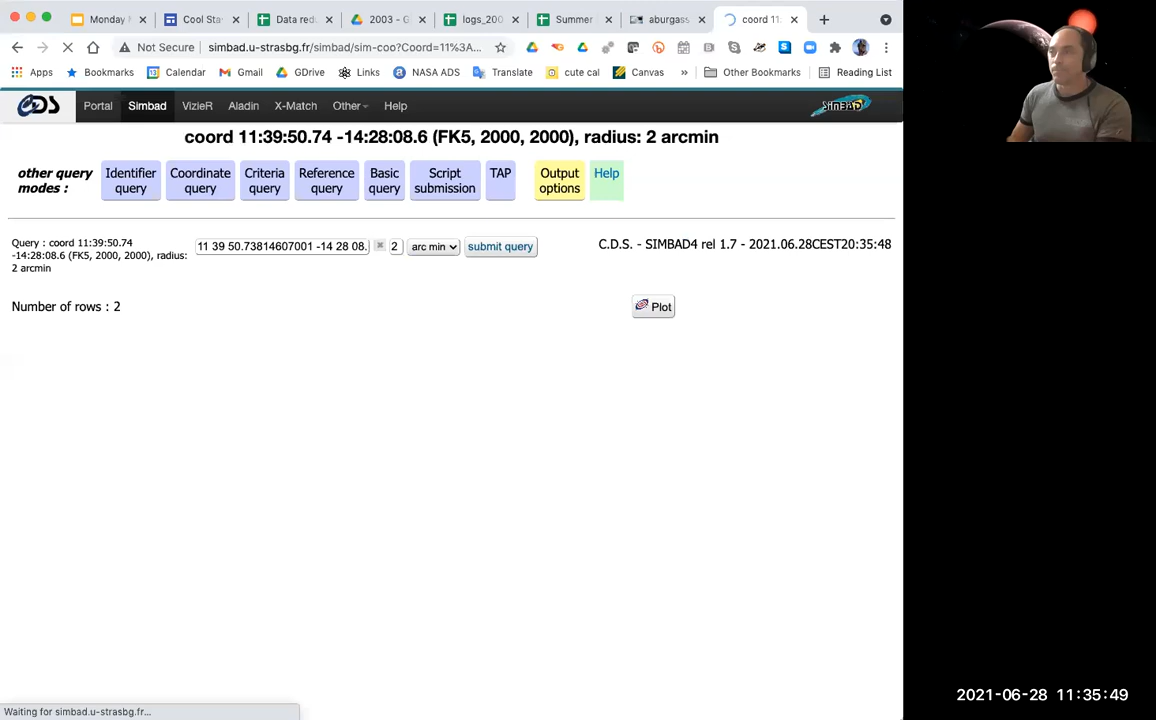 Monday M
Cool Sta
Data red
2003 - G
logs_200
Summer
aburgass
coord 11:
Not Secure simbad.u-strasbg.fr/simbad/sim-coo?Coord=11%3A...
Apps Bookmarks Calendar Gmail GDrive Links NASA ADS Translate cute cal Canvas » Other Bookmarks Reading List
CDS Portal Simbad VizieR Aladin X-Match Other Help SIMBAD
coord 11:39:50.74 -14:28:08.6 (FK5, 2000, 2000), radius: 2 arcmin
other query
modes :
Identifier
query
Coordinate
query
Criteria
query
Reference
query
Basic
query
Script
submission
TAP
Output
options
Help
Query : coord 11:39:50.74
-14:28:08.6 (FK5, 2000, 2000), radius:
2 arcmin
11 39 50.73814607001 -14 28 08. 2 arc min submit query
C.D.S. - SIMBAD4 rel 1.7 - 2021.06.28CEST20:35:48
Number of rows : 2
Plot
Waiting for simbad.u-strasbg.fr...
2021-06-28 11:35:49